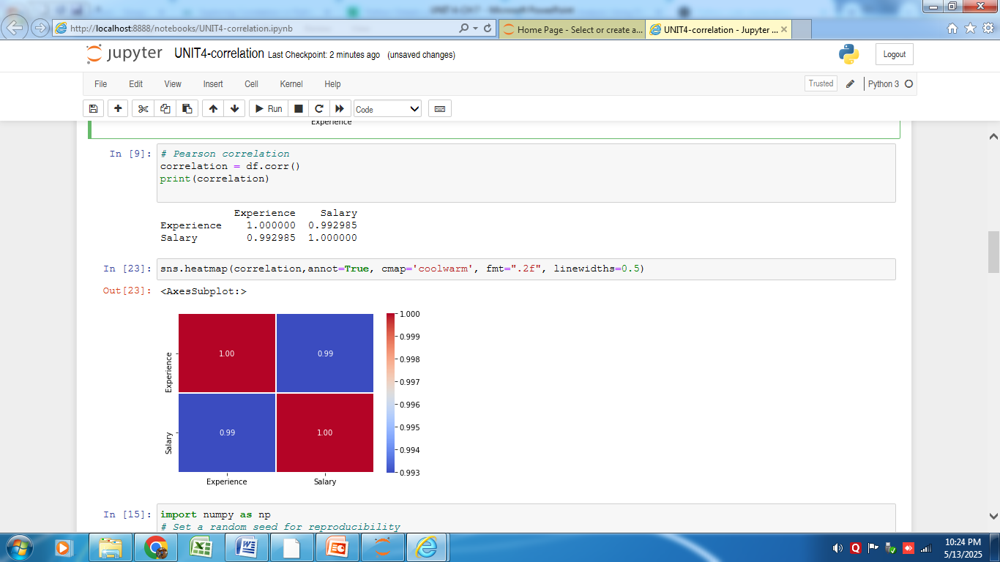 UNIT 6 CH 7 - Microsoft PowerPoint
http://localhost:8888/notebooks/UNIT4-correlation.ipynb
Home Page - Select or create a...
UNIT4-correlation - Jupyter ...
jupyter UNIT4-correlation Last Checkpoint: 2 minutes ago (unsaved changes)
Logout
File Edit View Insert Cell Kernel Help
Trusted
Python 3
Run
Code
Experience
In [9]: # Pearson correlation
correlation = df.corr()
print(correlation)
Experience Salary
Experience 1.000000 0.992985
Salary 0.992985 1.000000
In [23]: sns.heatmap(correlation,annot=True, cmap='coolwarm', fmt=".2f", linewidths=0.5)
Out[23]: <AxesSubplot:>
1.00
0.99
0.99
1.00
Experience
Salary
Experience
Salary
1.000
0.999
0.998
0.997
0.996
0.995
0.994
0.993
In [15]: import numpy as np
# Set a random seed for reproducibility
10:24 PM
5/13/2025